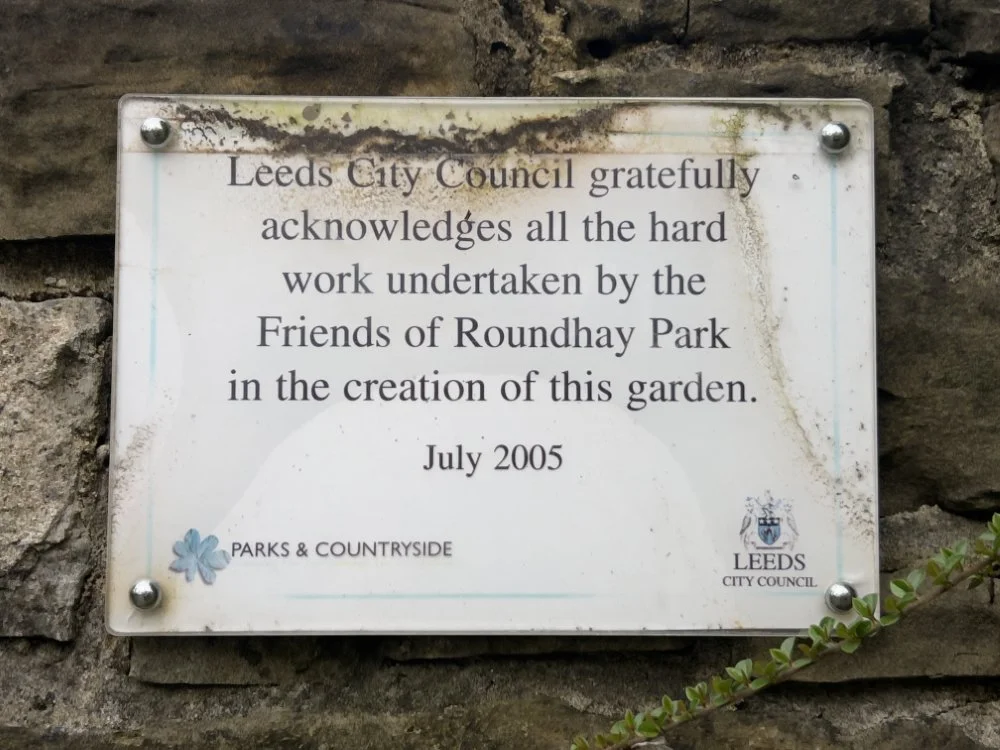 Leeds City Council gratefully
acknowledges all the hard
work undertaken by the
Friends of Roundhay Park
in the creation of this garden.
July 2005
PARKS & COUNTRYSIDE
LEEDS
CITY COUNCIL